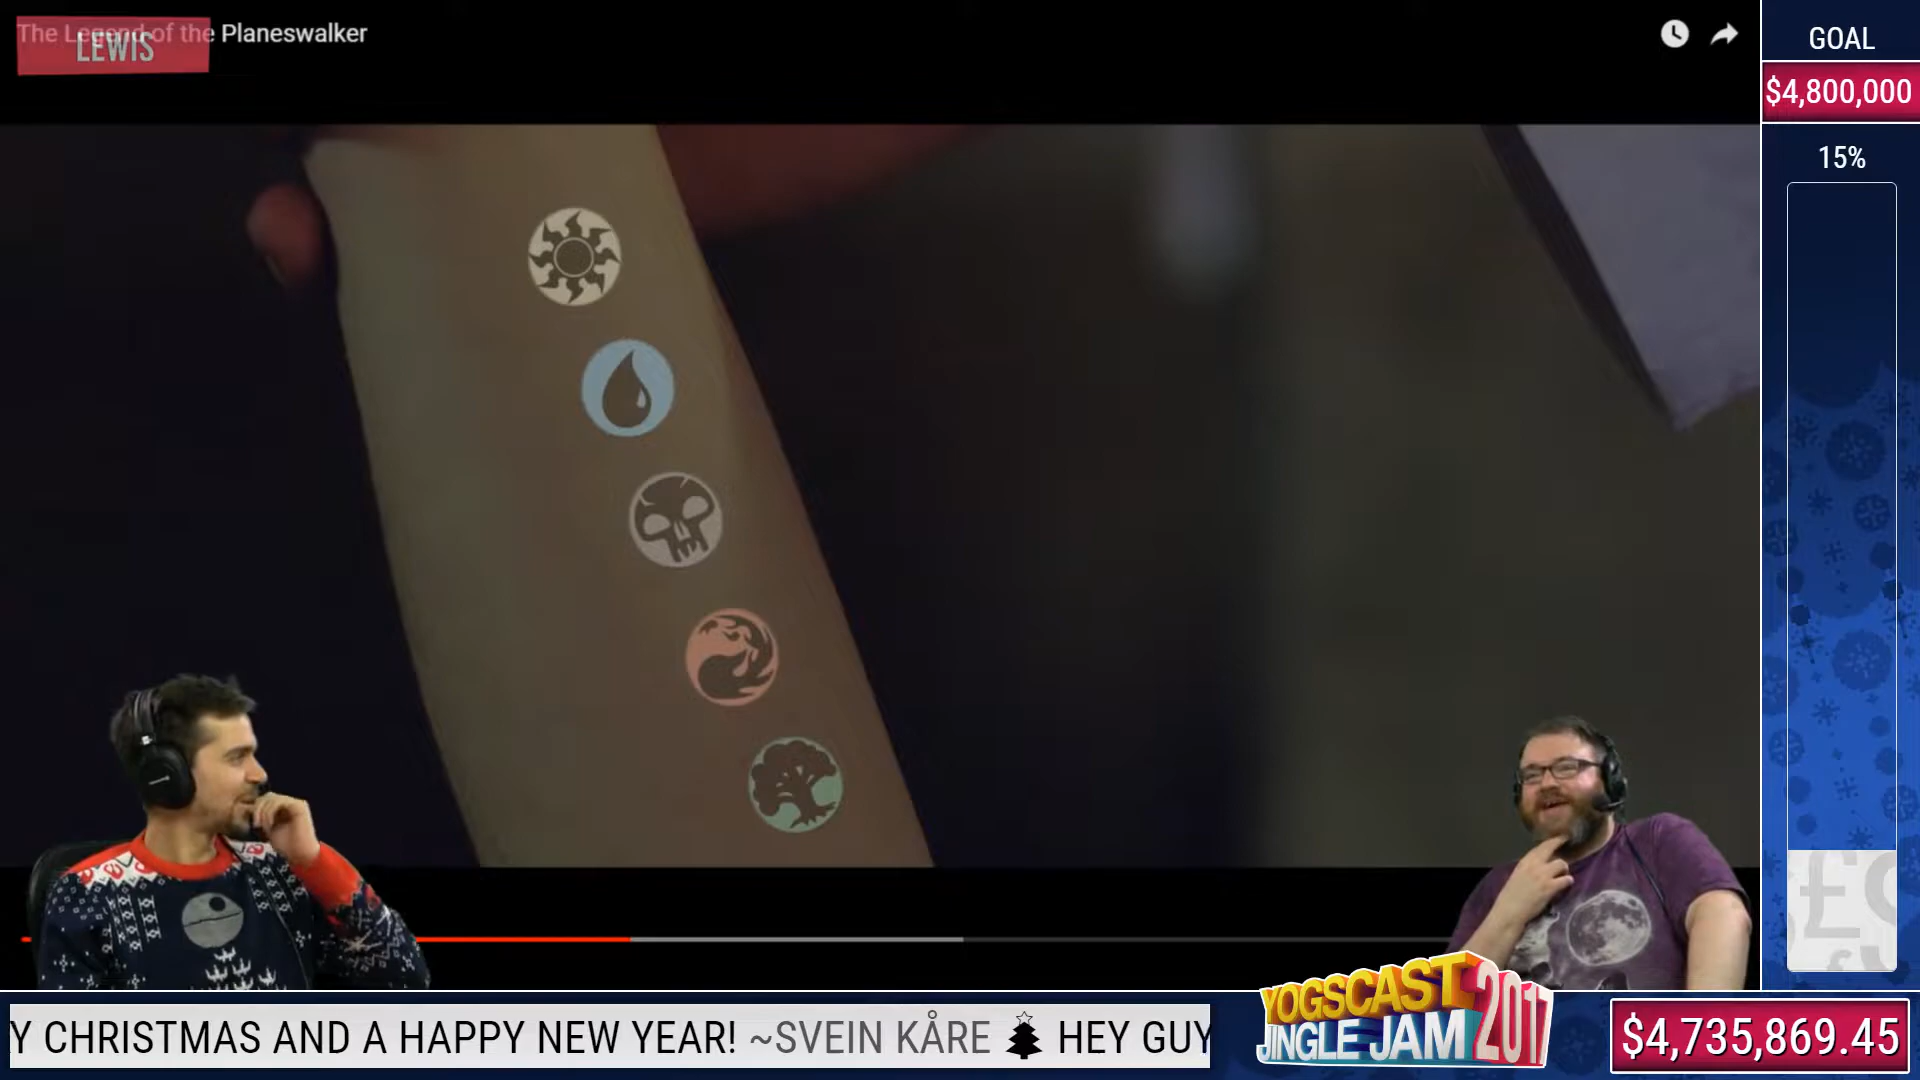 The Legend of the Planeswalker
LEWIS
GOAL
$4,800,000
15%
Y CHRISTMAS AND A HAPPY NEW YEAR! ~SVEIN KÅRE HEY GUY
YOGSCAST
JINGLE JAM 2017
$4,735,869.45